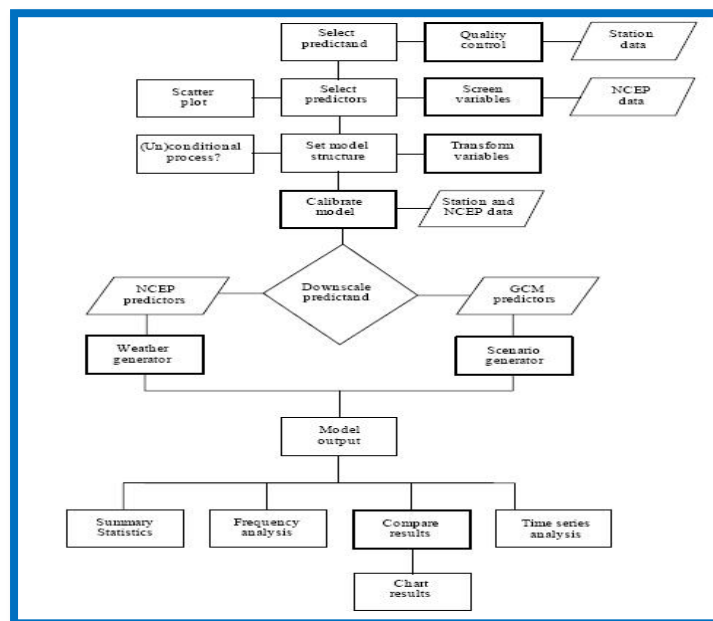 Select
predictand
Quality
control
Station
data
Scatter
plot
Select
predictors
Screen
variables
NCEP
data
(Un)conditional
process?
Set model
structure
Transform
variables
Calibrate
model
Station and
NCEP data
NCEP
predictors
Downscale
predictand
GCM
predictors
Weather
generator
Scenario
generator
Model
output
Summary
Statistics
Frequency
analysis
Compare
results
Time series
analysis
Chart
results